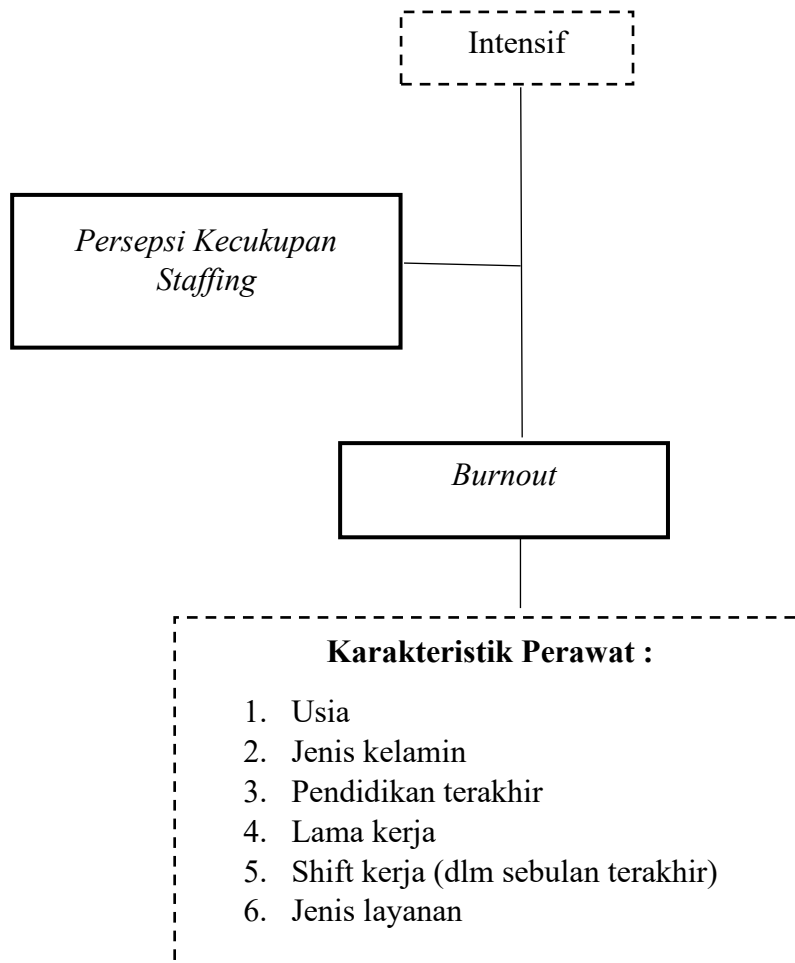 Intensif
Persepsi Kecukupan
Staffing
Burnout
Karakteristik Perawat :
1. Usia
2. Jenis kelamin
3. Pendidikan terakhir
4. Lama kerja
5. Shift kerja (dlm sebulan terakhir)
6. Jenis layanan